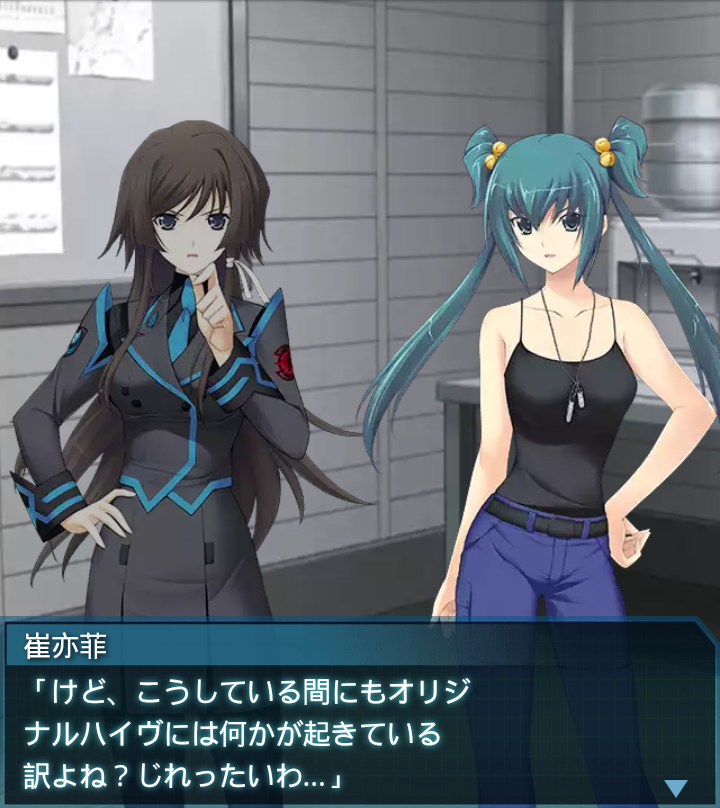 崔亦菲
「けど、こうしている間にもオリジ
ナルハイヴには何かが起きている
訳よね？じれったいわ…」